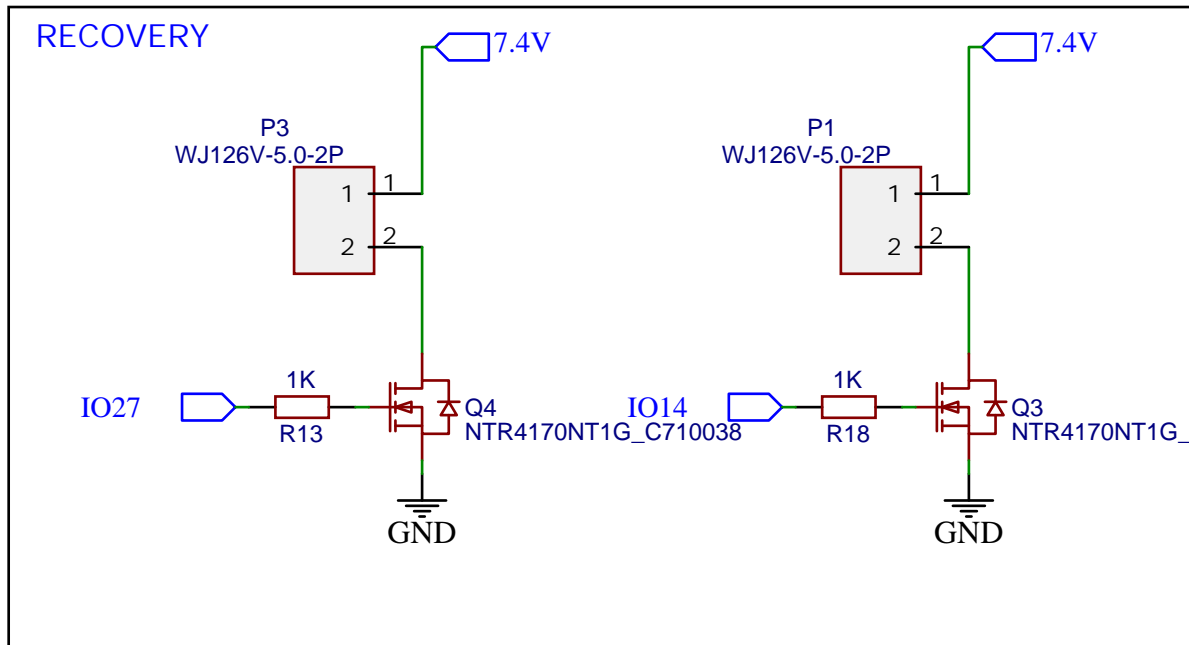 RECOVERY
7.4V
7.4V
P3
WJ126V-5.0-2P
P1
WJ126V-5.0-2P
1
1
2
2
1
1
2
2
IO27
1K
R13
Q4
NTR4170NT1G_C710038
IO14
1K
R18
Q3
NTR4170NT1G_
GND
GND